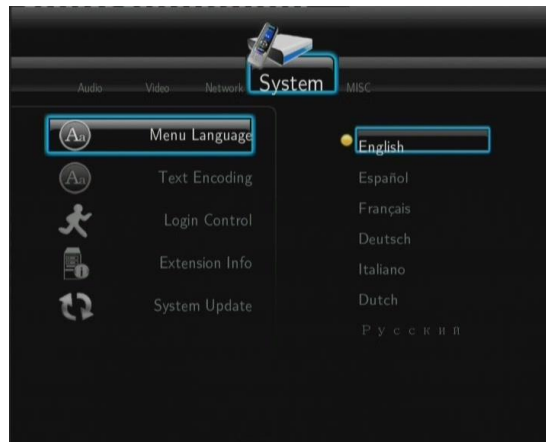 Audio Video Network System MISC
Menu Language
Text Encoding
Login Control
Extension Info
System Update
English
Español
Français
Deutsch
Italiano
Dutch
Русский